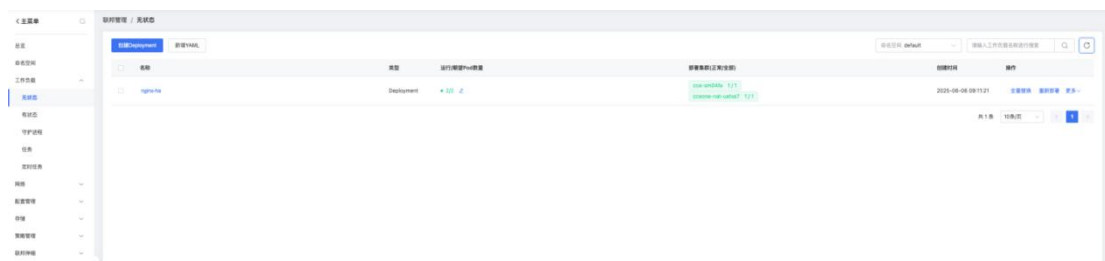 < 主菜单
联邦管理 / 无状态
总览
命名空间
工作负载
无状态
有状态
守护进程
任务
定时任务
网络
配置管理
存储
策略管理
联邦伸缩
创建Deployment
新增YAML
命名空间 default
请输入工作负载名称进行搜索
名称 类型 运行/期望Pod数量 部署集群(正常/全部) 创建时间 操作
nginx-ha Deployment 2/2 1/1 2025-06-06 09:11:21 全量替换 重新部署 更多
1/1
共 1 条 10条/页 1